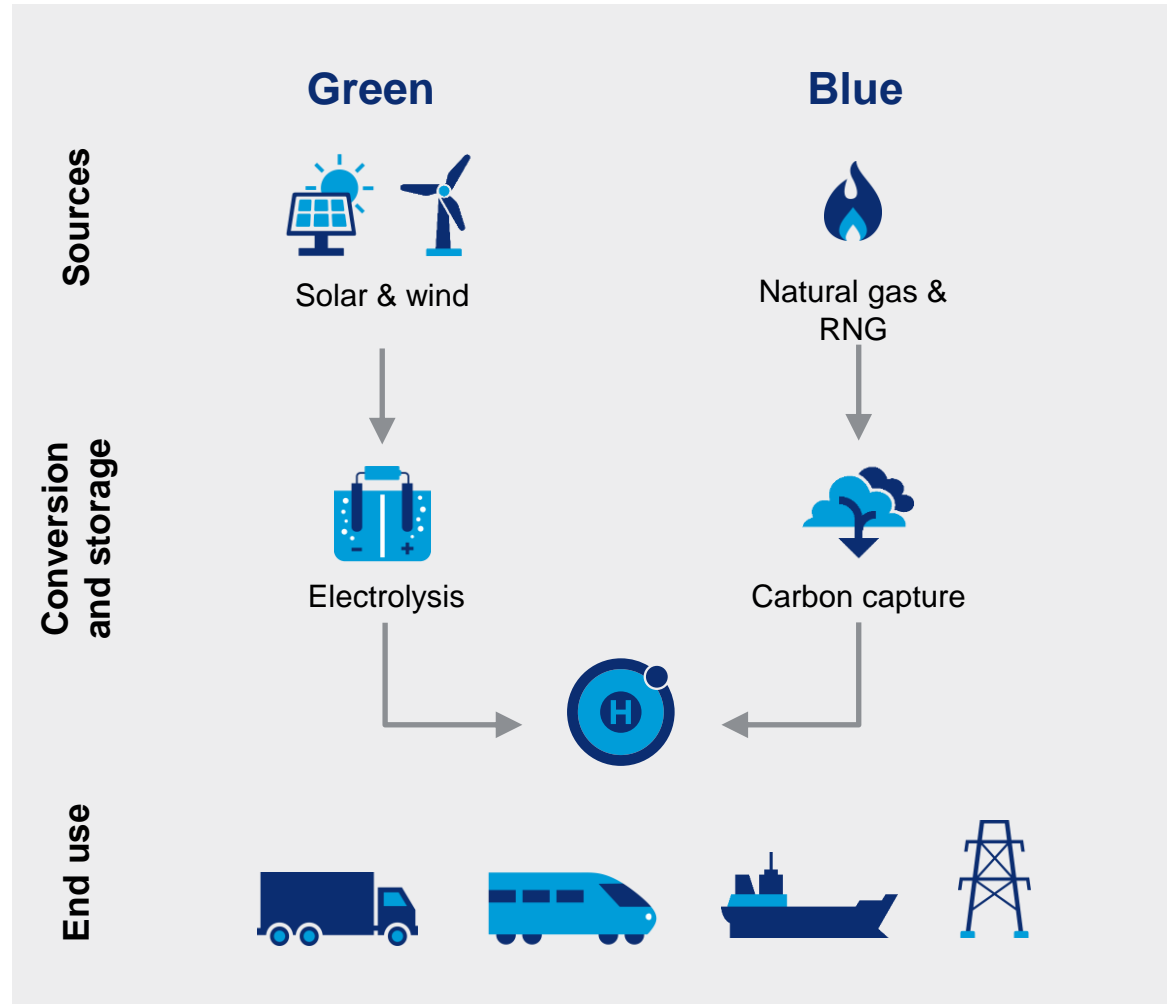 Green
Blue
Sources
Solar & wind
Natural gas &
RNG
Conversion
and storage
- +
Electrolysis
Carbon capture
H
End use